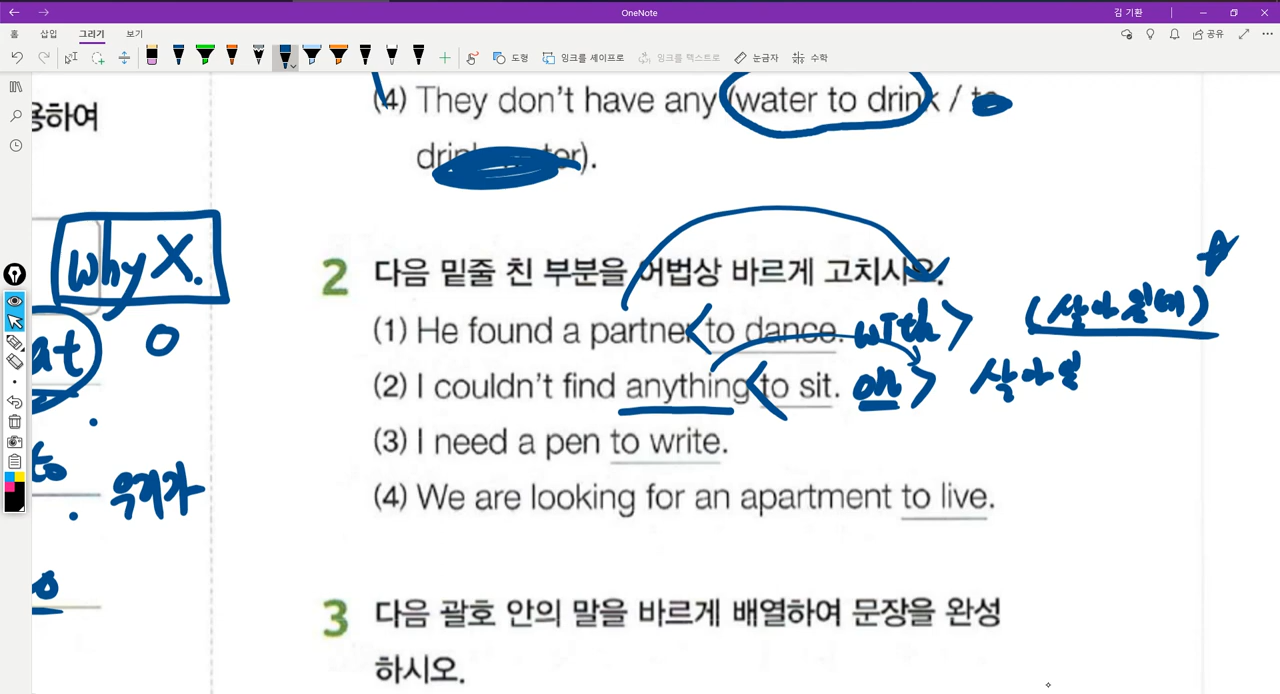 OneNote
김 기환
홈 삽입 그리기 보기
공유
도형 잉크를 셰이프로 잉크를 텍스트로 눈금자 수학
용하여
(4) They don't have any (water to drink / to
drink water).
why X.
at O
to
우리가
o
2 다음 밑줄 친 부분을 어법상 바르게 고치시오.
(1) He found a partner < to dance. with >
(2) I couldn't find anything < to sit. on >
(3) I need a pen to write.
(4) We are looking for an apartment to live.
3 다음 괄호 안의 말을 바르게 배열하여 문장을 완성
하시오.